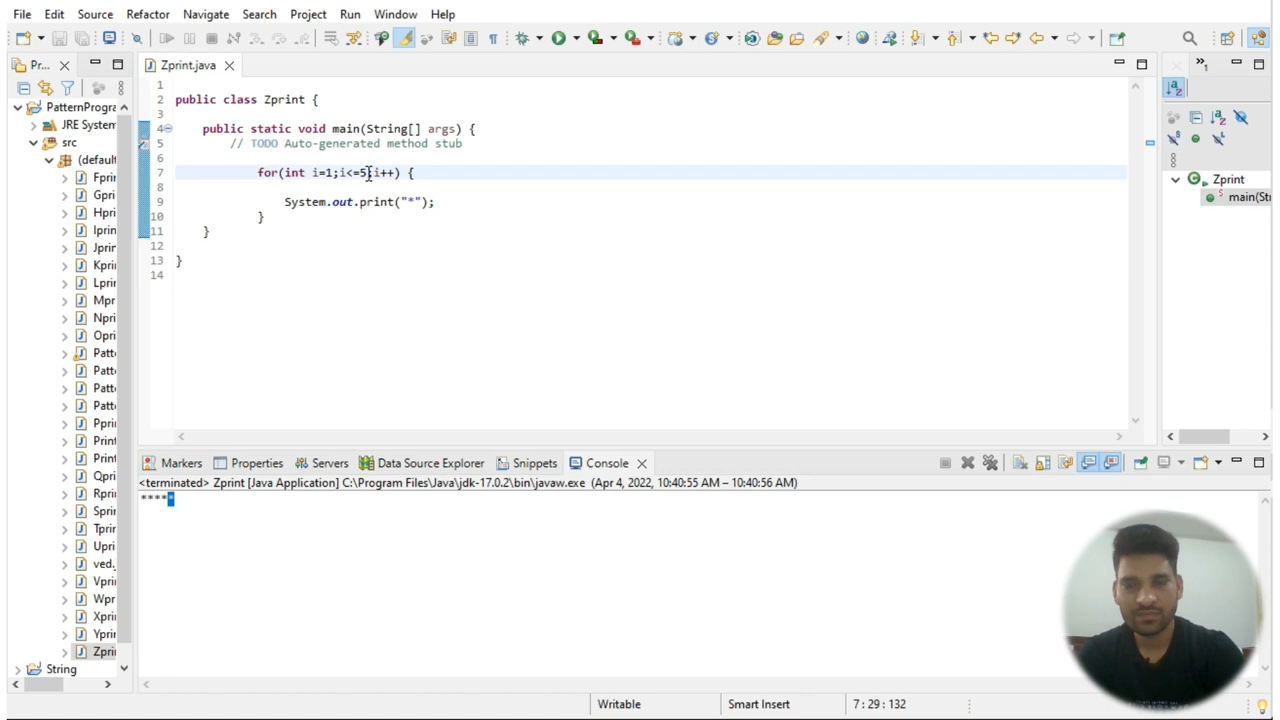 File Edit Source Refactor Navigate Search Project Run Window Help
Pr...
Zprint.java
1
PatternProgra
JRE System
src
(default
Fprin
Gpri
Hpri
Iprin
Jprin
Kprin
Lprin
Mpr
Npri
Opri
Patt
Patt
Patt
Patt
Ppri
Print
Print
Qpri
Rprin
Sprin
Tprin
Upri
ved.
Vprin
Wpr
Xprin
Yprin
Zprin
String
1
2 public class Zprint {
3
4 public static void main(String[] args) {
5 // TODO Auto-generated method stub
6
7 for(int i=1;i<=5;i++) {
8
9 System.out.print("*");
10 }
11 }
12
13 }
14
Zprint
main(Str
Markers Properties Servers Data Source Explorer Snippets Console
<terminated> Zprint [Java Application] C:\Program Files\Java\jdk-17.0.2\bin\javaw.exe (Apr 4, 2022, 10:40:55 AM – 10:40:56 AM)
*****
Writable Smart Insert 7 : 29 : 132